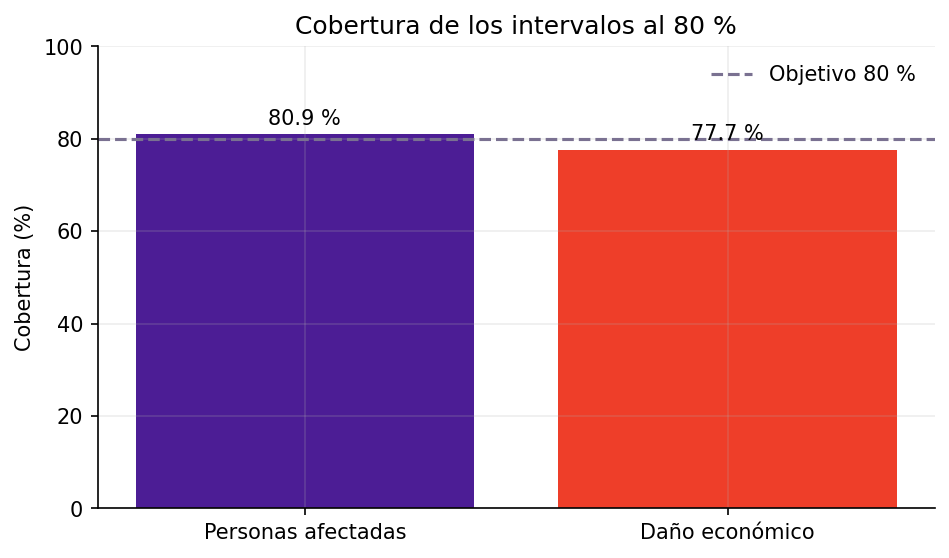 Cobertura de los intervalos al 80 %
100
80
60
40
20
0
Cobertura (%)
Objetivo 80 %
80.9 %
77.7 %
Personas afectadas
Daño económico